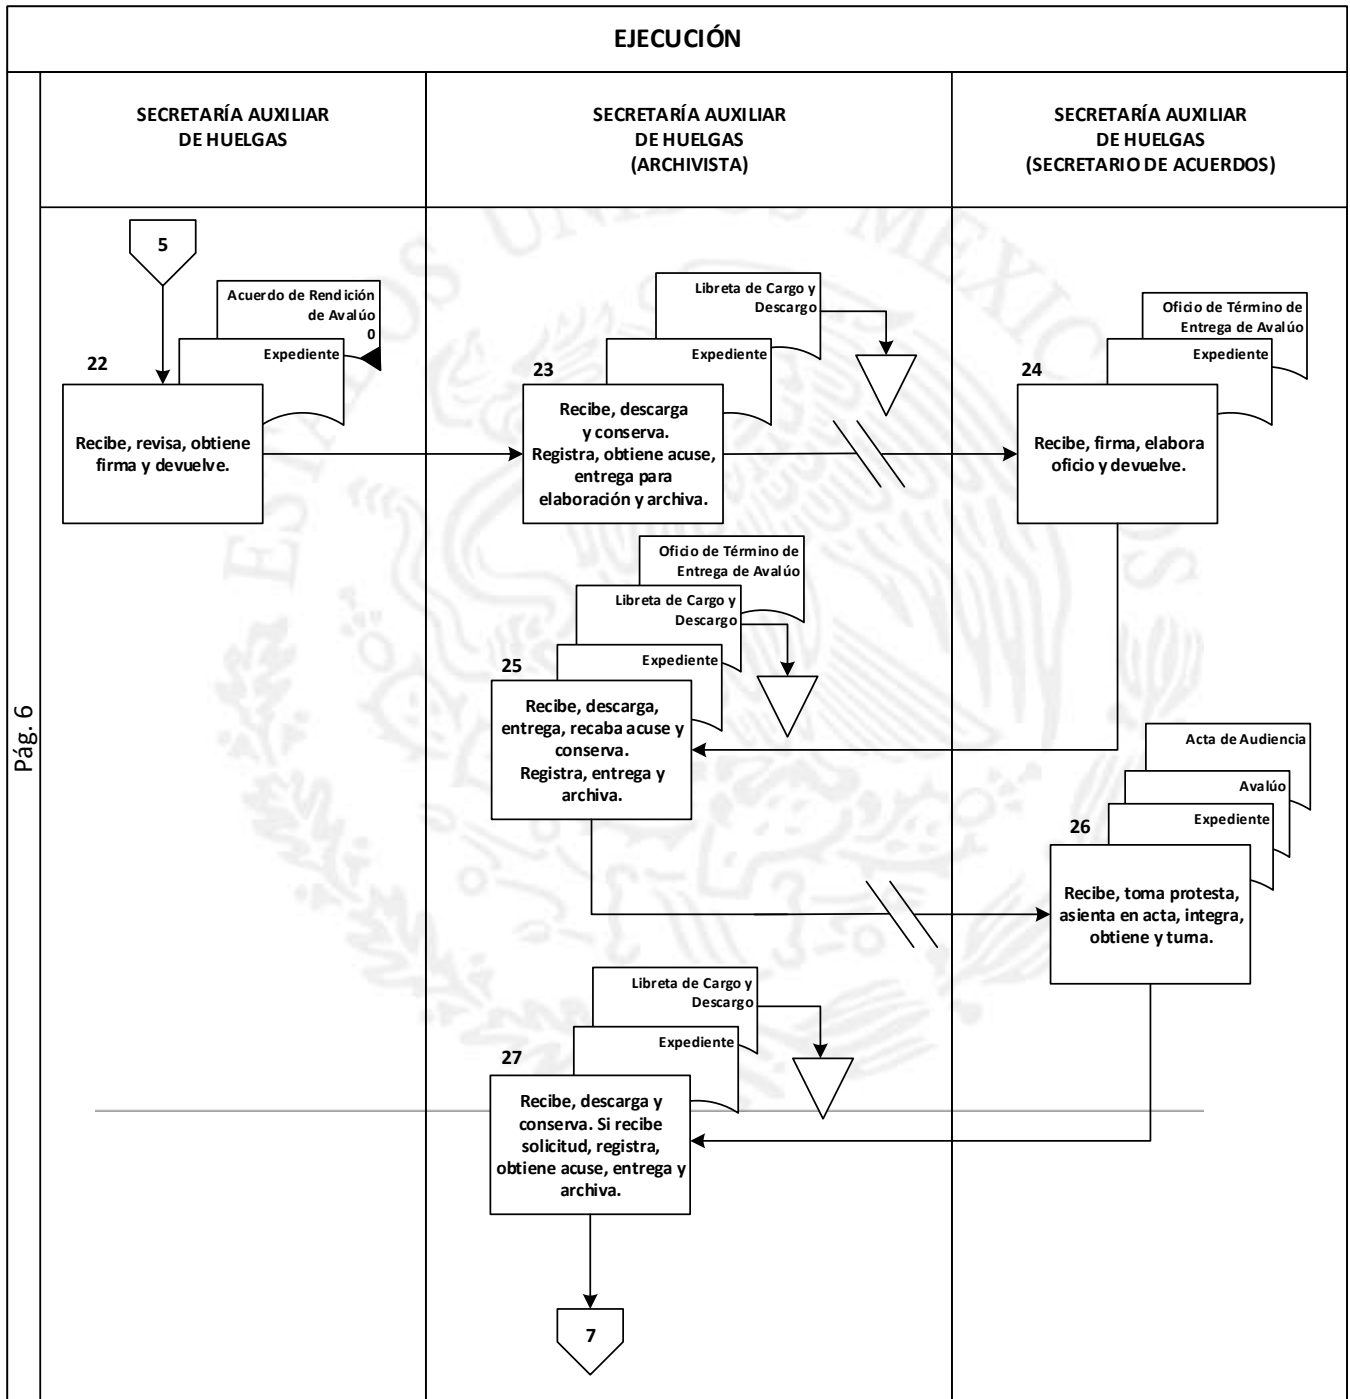 EJECUCIÓN
SECRETARÍA AUXILIAR
DE HUELGAS
SECRETARÍA AUXILIAR
DE HUELGAS
(ARCHIVISTA)
SECRETARÍA AUXILIAR
DE HUELGAS
(SECRETARIO DE ACUERDOS)
Pág. 6
ESTADOS UNIDOS MEXICANOS
5
Acuerdo de Rendición
de Avalúo
0
Expediente
22
Recibe, revisa, obtiene
firma y devuelve.
Libreta de Cargo y
Descargo
Expediente
23
Recibe, descarga
y conserva.
Registra, obtiene acuse,
entrega para
elaboración y archiva.
Oficio de Término de
Entrega de Avalúo
Expediente
24
Recibe, firma, elabora
oficio y devuelve.
Oficio de Término de
Entrega de Avalúo
Libreta de Cargo y
Descargo
Expediente
25
Recibe, descarga,
entrega, recaba acuse y
conserva.
Registra, entrega y
archiva.
Acta de Audiencia
Avalúo
Expediente
26
Recibe, toma protesta,
asienta en acta, integra,
obtiene y turna.
Libreta de Cargo y
Descargo
Expediente
27
Recibe, descarga y
conserva. Si recibe
solicitud, registra,
obtiene acuse, entrega y
archiva.
7